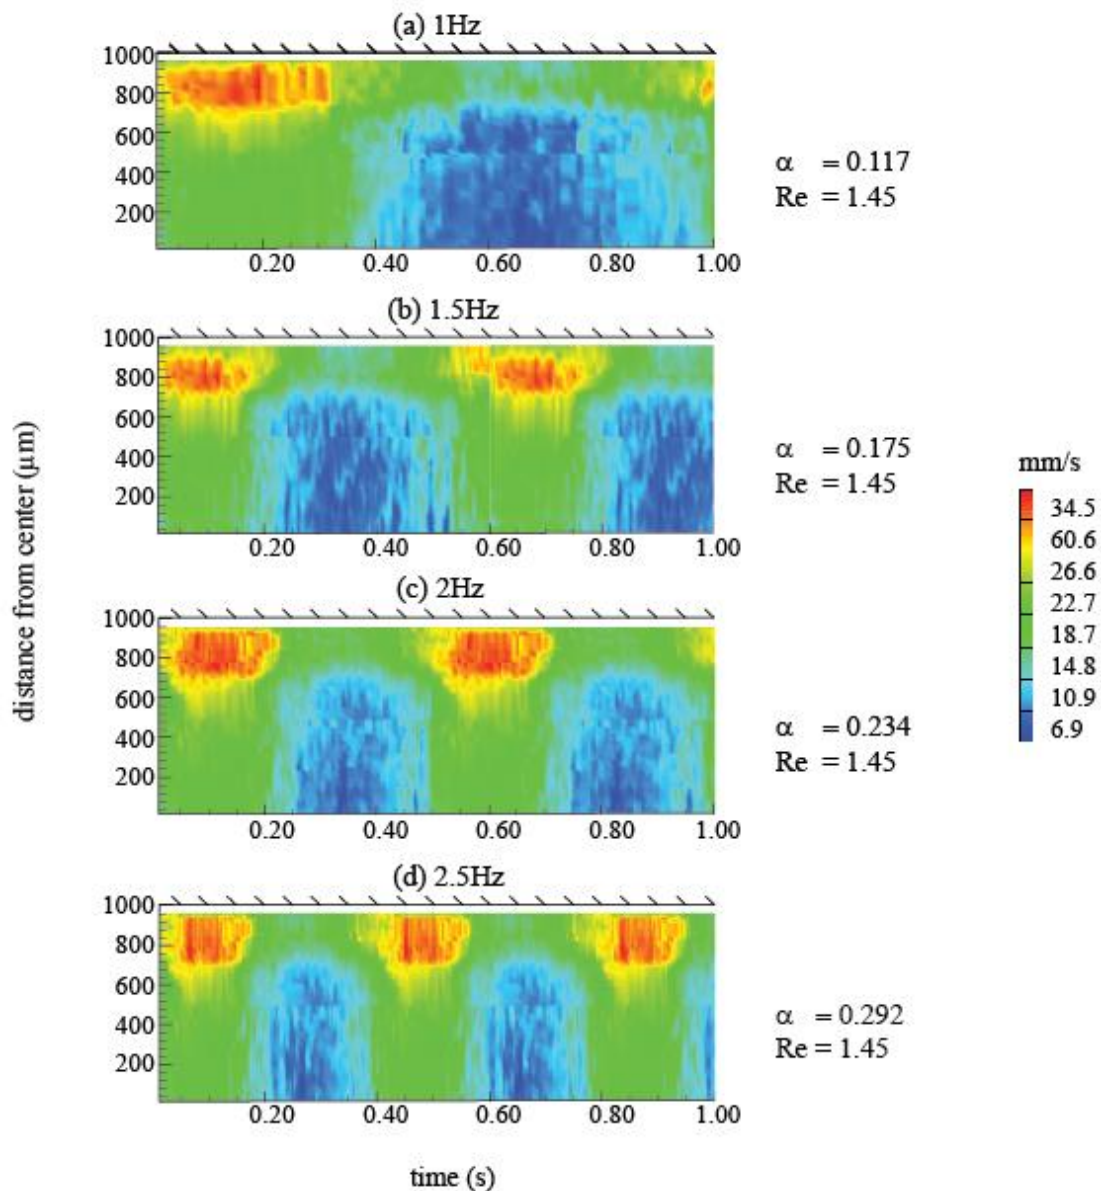 (a) 1Hz
1000
800
600
400
200
0.20 0.40 0.60 0.80 1.00
α = 0.117
Re = 1.45
(b) 1.5Hz
1000
800
600
400
200
0.20 0.40 0.60 0.80 1.00
α = 0.175
Re = 1.45
(c) 2Hz
1000
800
600
400
200
0.20 0.40 0.60 0.80 1.00
α = 0.234
Re = 1.45
(d) 2.5Hz
1000
800
600
400
200
0.20 0.40 0.60 0.80 1.00
α = 0.292
Re = 1.45
distance from center (µm)
time (s)
mm/s
34.5
60.6
26.6
22.7
18.7
14.8
10.9
6.9